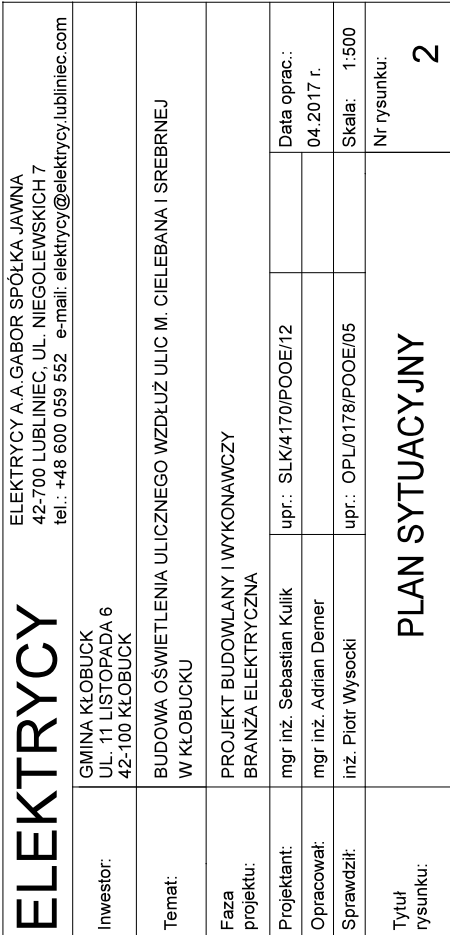 ELEKTRYCY
ELEKTRYCY A.A.GABOR SPÓŁKA JAWNA
42-700 LUBLINIEC, UL. NIEGOLEWSKICH 7
tel.: +48 600 059 552 e-mail: elektrycy@elektrycy.lubliniec.com
Inwestor:
GMINA KŁOBUCK
UL. 11 LISTOPADA 6
42-100 KŁOBUCK
Temat:
BUDOWA OŚWIETLENIA ULICZNEGO WZDŁUŻ ULIC M. CIELEBANA I SREBRNEJ
W KŁOBUCKU
Faza
projektu:
PROJEKT BUDOWLANY I WYKONAWCZY
BRANŻA ELEKTRYCZNA
Projektant: mgr inż. Sebastian Kulik upr.: SLK/4170/POOE/12
Data oprac.:
04.2017 r.
Opracował: mgr inż. Adrian Derner
Sprawdził: inż. Piotr Wysocki upr.: OPL/0178/POOE/05 Skala: 1:500
Tytuł
rysunku:
PLAN SYTUACYJNY
Nr rysunku:
2